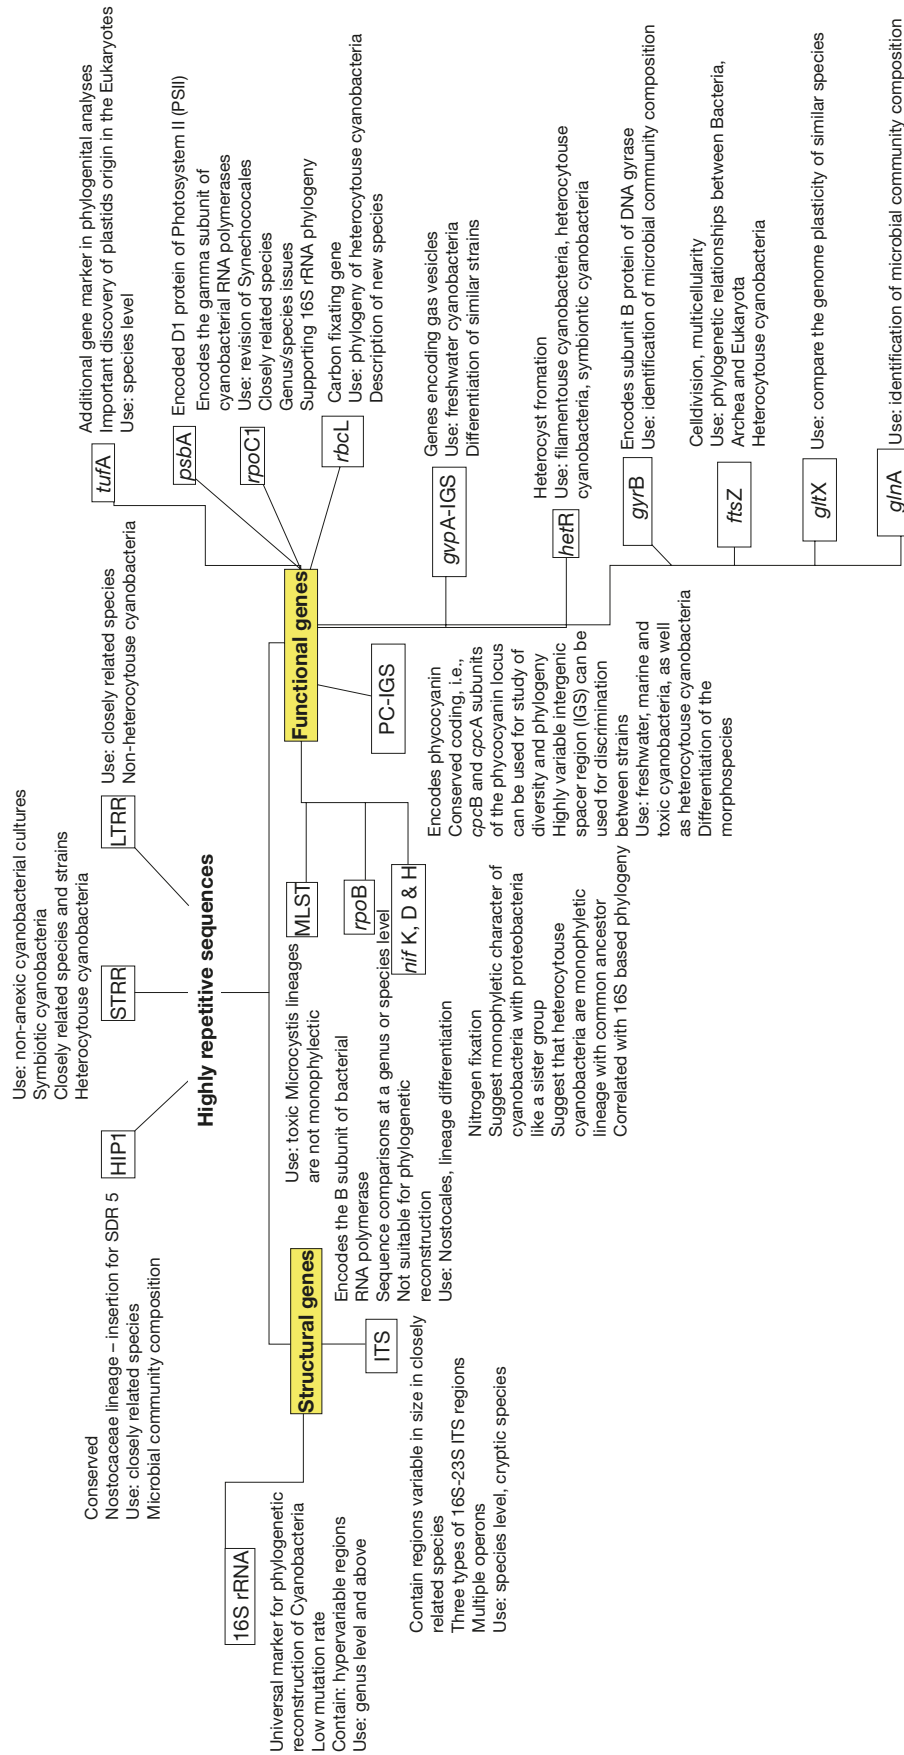 Use: non-anexic cyanobacterial cultures
Symbiotic cyanobacteria
Closely related species and strains
Heterocytouse cyanobacteria
Conserved
Nostocaceae lineage – insertion for SDR 5
Use: closely related species
Microbial community composition
HIP1
STRR
LTRR
Use: closely related species
Non-heterocytouse cyanobacteria
Highly repetitive sequences
Structural genes
16S rRNA
Universal marker for phylogenetic
reconstruction of Cyanobacteria
Low mutation rate
Contain: hypervariable regions
Use: genus level and above
ITS
Contain regions variable in size in closely
related species
Three types of 16S-23S ITS regions
Multiple operons
Use: species level, cryptic species
Functional genes
MLST
Use: toxic Microcystis lineages
are not monophylectic
rpoB
Encodes the B subunit of bacterial
RNA polymerase
Sequence comparisons at a genus or species level
Not suitable for phylogenetic
reconstruction
Use: Nostocales, lineage differentiation
nif K, D & H
Nitrogen fixation
Suggest monophyletic character of
cyanobacteria with proteobacteria
like a sister group
Suggest that heterocytouse
cyanobacteria are monophyletic
lineage with common ancestor
Correlated with 16S based phylogeny
PC-IGS
Encodes phycocyanin
Conserved coding, i.e.,
cpcB and cpcA subunits
of the phycocyanin locus
can be used for study of
diversity and phylogeny
Highly variable intergenic
spacer region (IGS) can be
used for discrimination
between strains
Use: freshwater, marine and
toxic cyanobacteria, as well
as heterocytouse cyanobacteria
Differentiation of the
morphospecies
tufA
Additional gene marker in phylogenital analyses
Important discovery of plastids origin in the Eukaryotes
Use: species level
psbA
Encoded D1 protein of Photosystem II (PSII)
rpoC1
Encodes the gamma subunit of
cyanobacterial RNA polymerases
Use: revision of Synechococales
Closely related species
Genus/species issues
Supporting 16S rRNA phylogeny
rbcL
Carbon fixating gene
Use: phylogeny of heterocytouse cyanobacteria
Description of new species
gvpA-IGS
Genes encoding gas vesicles
Use: freshwater cyanobacteria
Differentiation of similar strains
hetR
Heterocyst fromation
Use: filamentouse cyanobacteria, heterocytouse
cyanobacteria, symbiotic cyanobacteria
gyrB
Encodes subunit B protein of DNA gyrase
Use: identification of microbial community composition
ftsZ
Celldivision, multicellularity
Use: phylogenetic relationships between Bacteria,
Archea and Eukaryota
Heterocytouse cyanobacteria
gltX
Use: compare the genome plasticity of similar species
glnA
Use: identification of microbial community composition